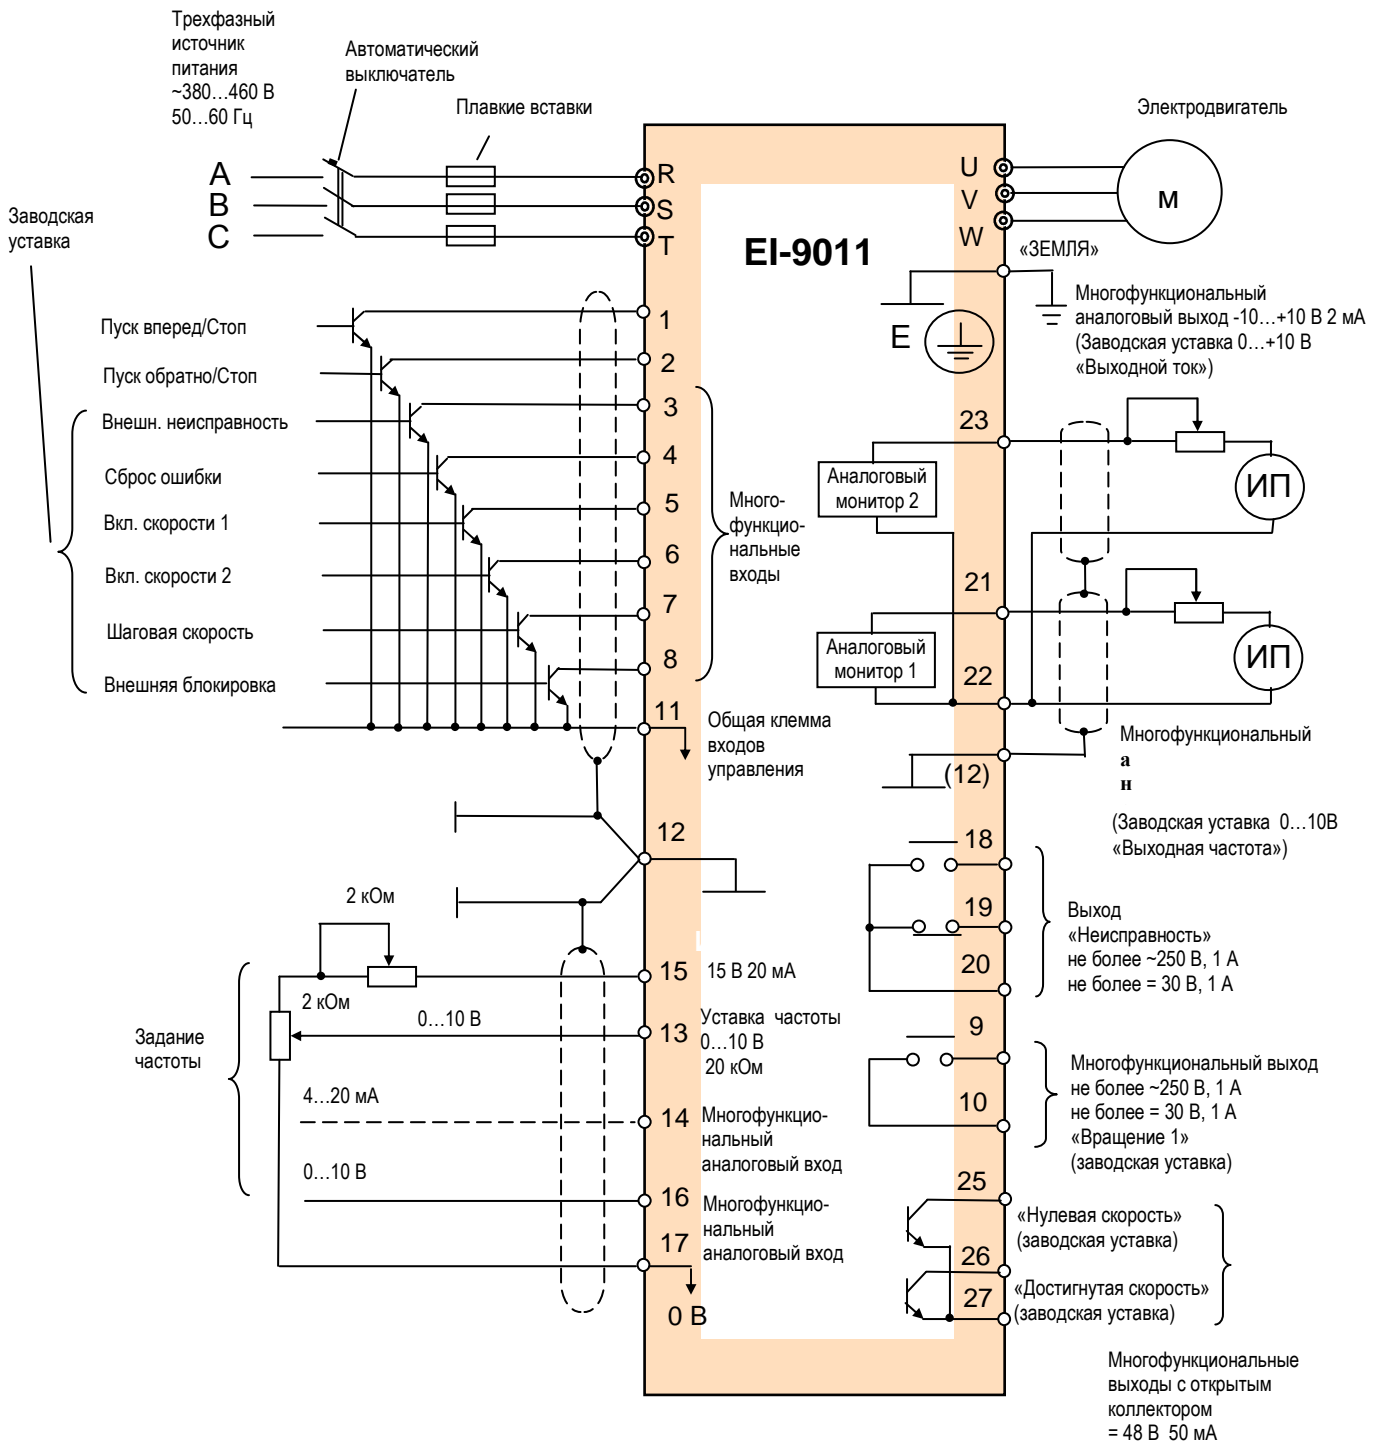 Трехфазный
источник
питания
~380…460 В
50…60 Гц
Автоматический
выключатель
Плавкие вставки
Электродвигатель
A
B
C
R
S
T
U
V
W
М
EI-9011
«ЗЕМЛЯ»
E
Заводская
уставка
Пуск вперед/Стоп
Пуск обратно/Стоп
Внешн. неисправность
Сброс ошибки
Вкл. скорости 1
Вкл. скорости 2
Шаговая скорость
Внешняя блокировка
1
2
3
4
5
6
7
8
11
Много-
функцио-
нальные
входы
Общая клемма
входов
управления
12
Многофункциональный
аналоговый выход -10…+10 В 2 мА
(Заводская уставка 0…+10 В
«Выходной ток»)
23
Аналоговый
монитор 2
ИП
21
Аналоговый
монитор 1
22
ИП
(12)
Многофункциональный
а
н
(Заводская уставка 0…10В
«Выходная частота»)
18
19
20
Выход
«Неисправность»
не более ~250 В, 1 А
не более = 30 В, 1 А
9
10
Многофункциональный выход
не более ~250 В, 1 А
не более = 30 В, 1 А
«Вращение 1»
(заводская уставка)
25
«Нулевая скорость»
(заводская уставка)
26
27
«Достигнутая скорость»
(заводская уставка)
Многофункциональные
выходы с открытым
коллектором
= 48 В 50 мА
Задание
частоты
2 кОм
2 кОм
0…10 В
4…20 мА
0…10 В
15
15 В 20 мА
13
Уставка частоты
0…10 В
20 кОм
14
Многофункцио-
нальный
аналоговый вход
16
Многофункцио-
нальный
аналоговый вход
17
0 В